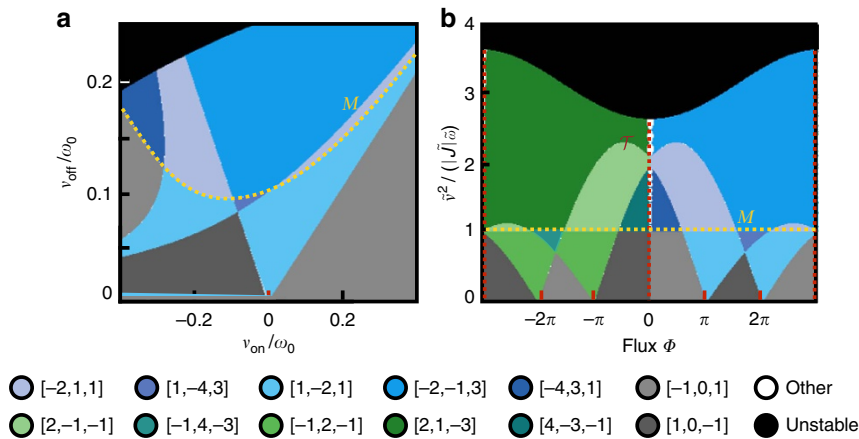 a
b
0.2
0.1
0
ν_off/ω_0
M
−0.2
0
0.2
ν_on/ω_0
4
3
2
1
0
ṽ²/(|J̃|ω̃)
T
M
−2π
−π
0
π
2π
Flux Φ
[−2,1,1]
[1,−4,3]
[1,−2,1]
[−2,−1,3]
[−4,3,1]
[−1,0,1]
Other
[2,−1,−1]
[−1,4,−3]
[−1,2,−1]
[2,1,−3]
[4,−3,−1]
[1,0,−1]
Unstable